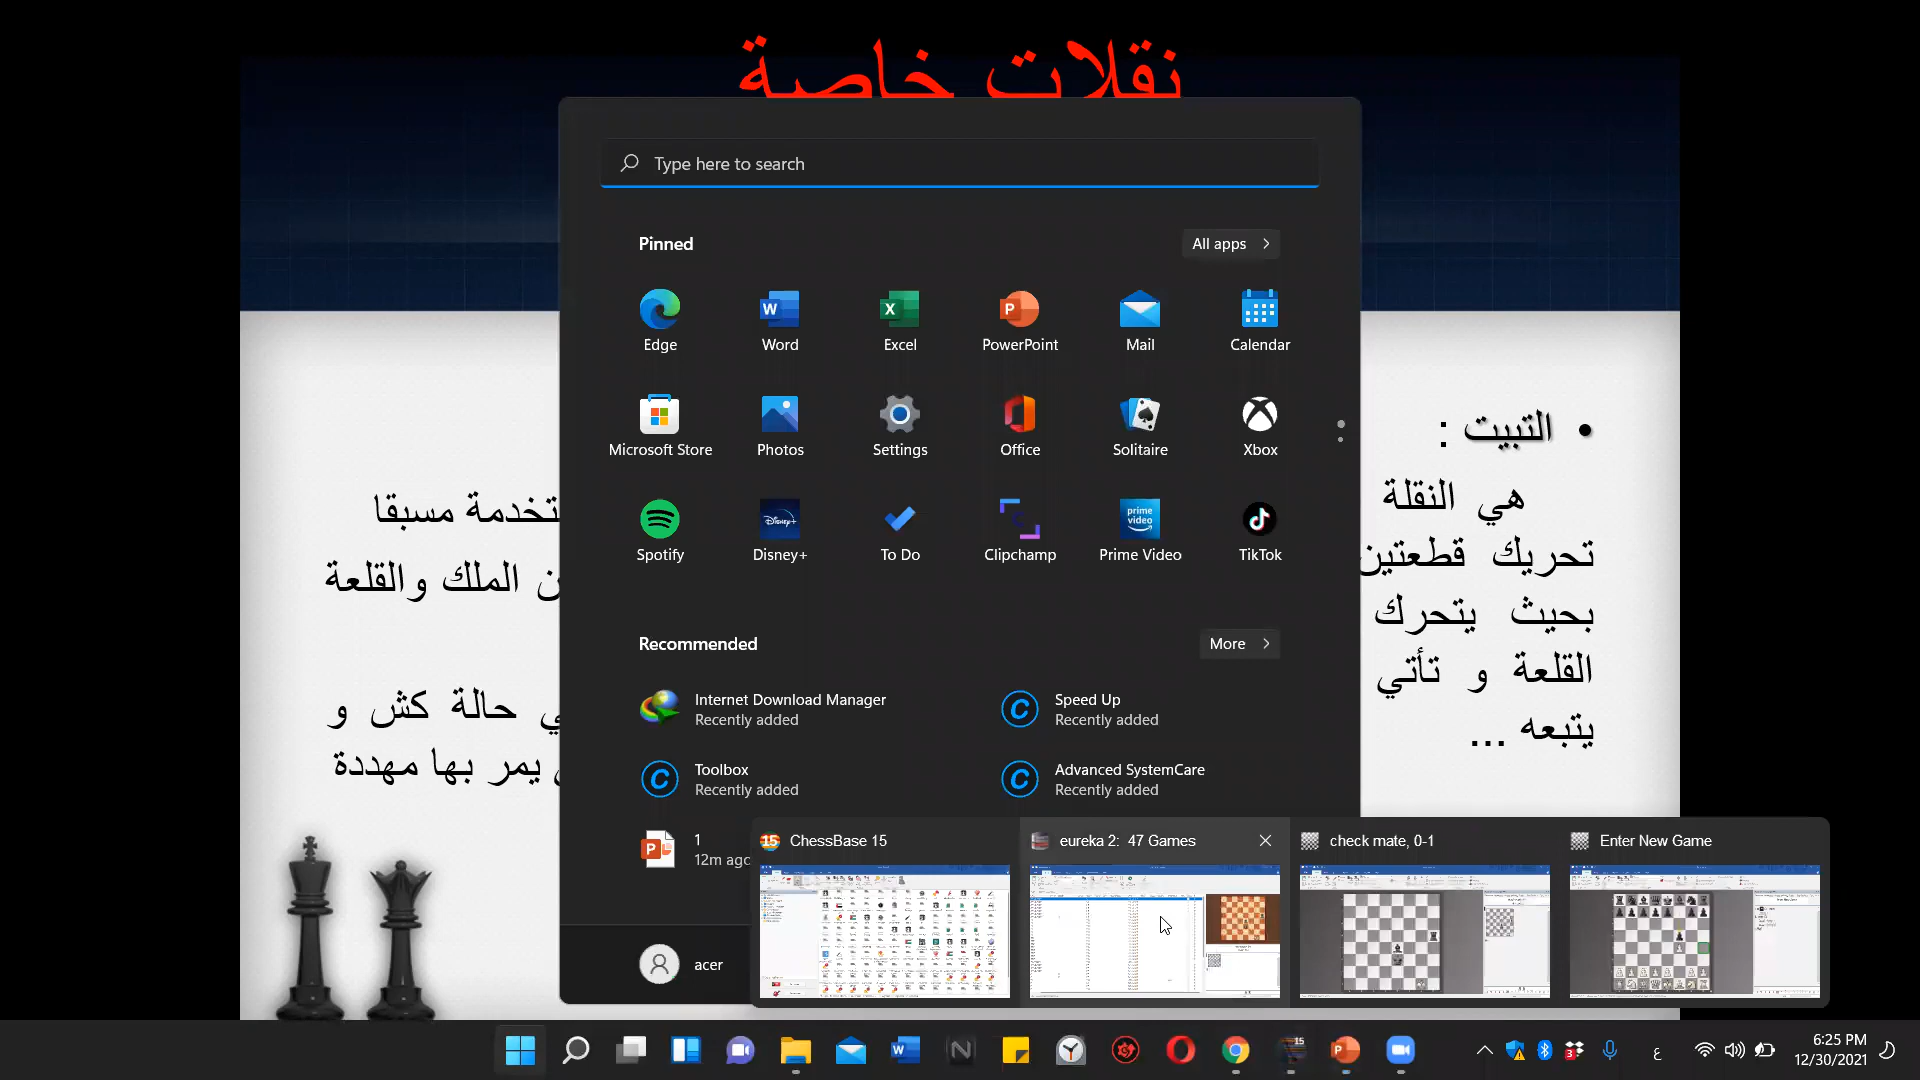 نقلات خاصة
Type here to search
Pinned
All apps
Edge
Word
Excel
PowerPoint
Mail
Calendar
Microsoft Store
Photos
Settings
Office
Solitaire
Xbox
Spotify
Disney+
To Do
Clipchamp
Prime Video
TikTok
Recommended
More
Internet Download Manager
Recently added
Speed Up
Recently added
Toolbox
Recently added
Advanced SystemCare
Recently added
1
12m ago
acer
• التبيت :
هي النقلة
تحريك قطعتين
بحيث يتحرك
القلعة و تأتي
يتبعه ...
مسبقا
الملك والقلعة
حالة كش و
يمر بها مهددة
ChessBase 15
eureka 2: 47 Games
check mate, 0-1
Enter New Game
ع
6:25 PM
12/30/2021